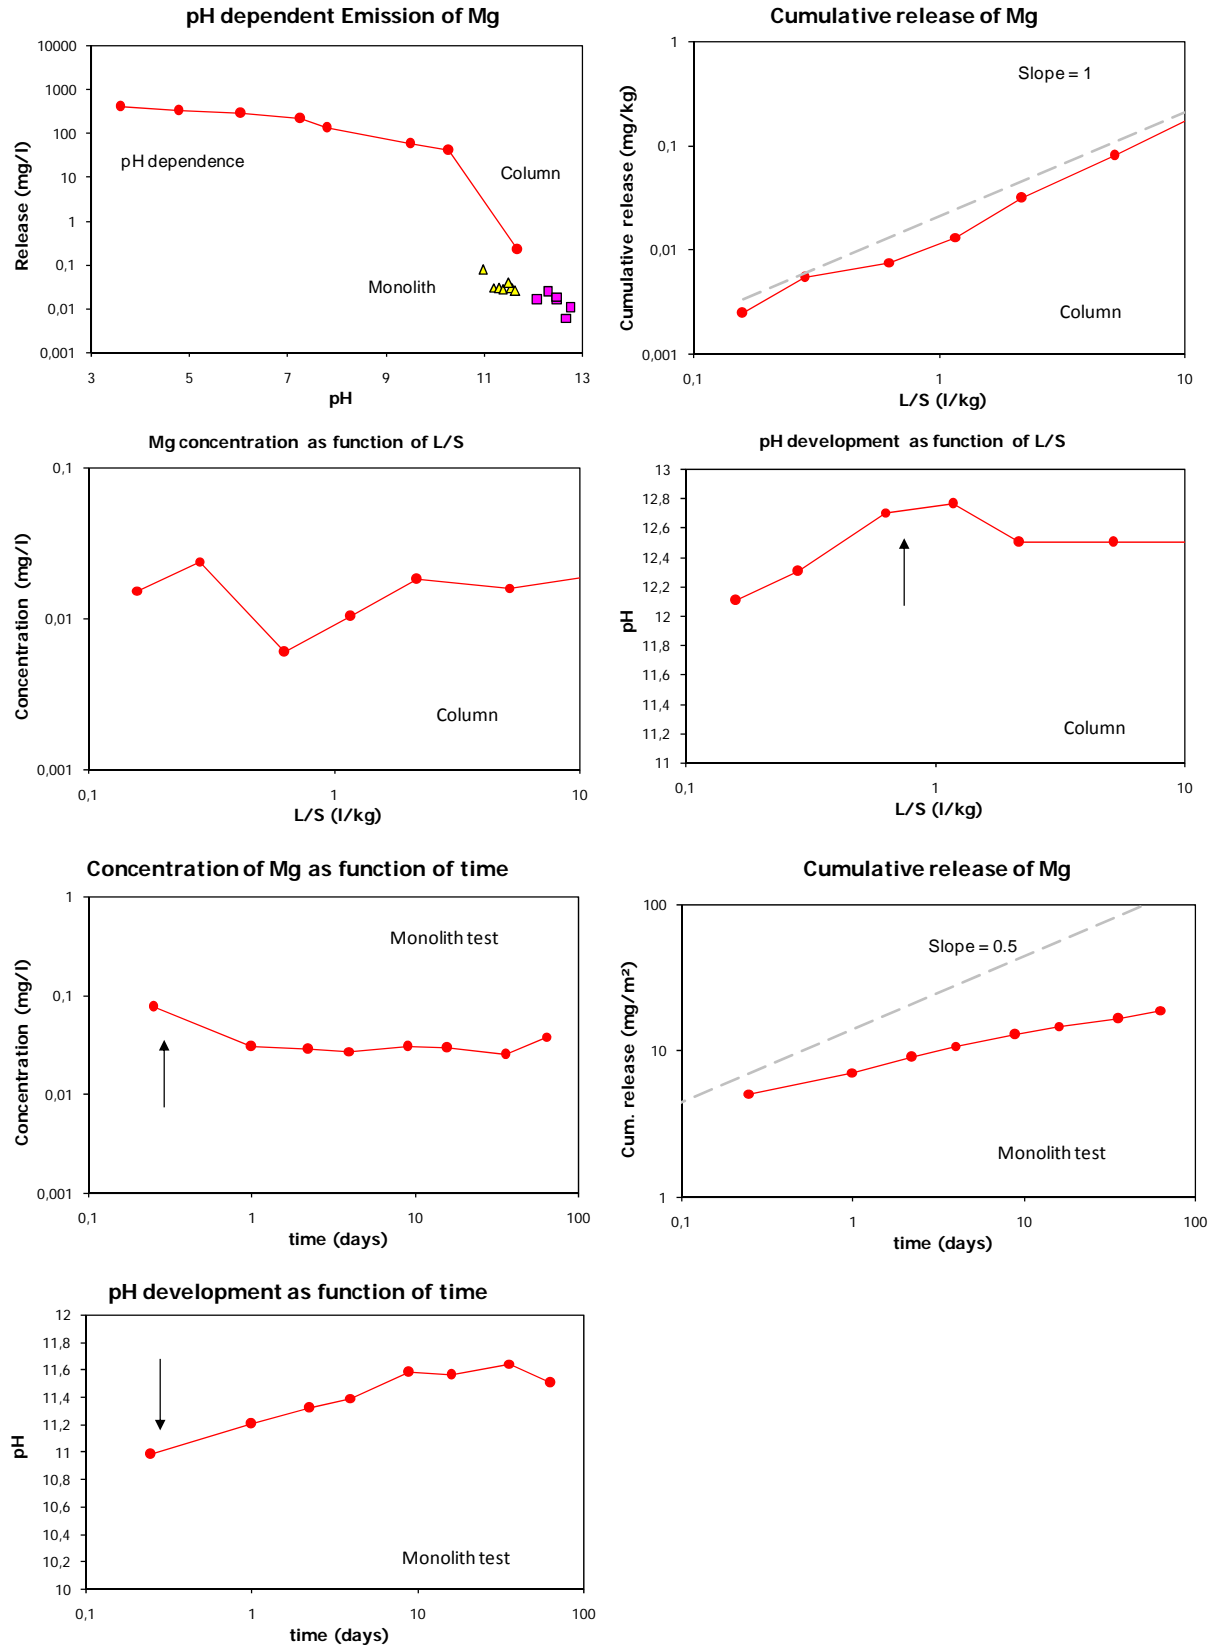 pH dependent Emission of Mg
10000
1000
100
10
1
0,1
0,01
0,001
Release (mg/l)
pH dependence
Column
Monolith
3 5 7 9 11 13
pH
Cumulative release of Mg
1
0,1
0,01
0,001
Cumulative release (mg/kg)
Slope = 1
Column
0,1 1 10
L/S (l/kg)
Mg concentration as function of L/S
0,1
0,01
0,001
Concentration (mg/l)
Column
0,1 1 10
L/S (l/kg)
pH development as function of L/S
13
12,8
12,6
12,4
12,2
12
11,8
11,6
11,4
11,2
11
pH
Column
0,1 1 10
L/S (l/kg)
Concentration of Mg as function of time
1
0,1
0,01
0,001
Concentration (mg/l)
Monolith test
0,1 1 10 100
time (days)
Cumulative release of Mg
100
10
1
Cum. release (mg/m²)
Slope = 0.5
Monolith test
0,1 1 10 100
time (days)
pH development as function of time
12
11,8
11,6
11,4
11,2
11
10,8
10,6
10,4
10,2
10
pH
Monolith test
0,1 1 10 100
time (days)